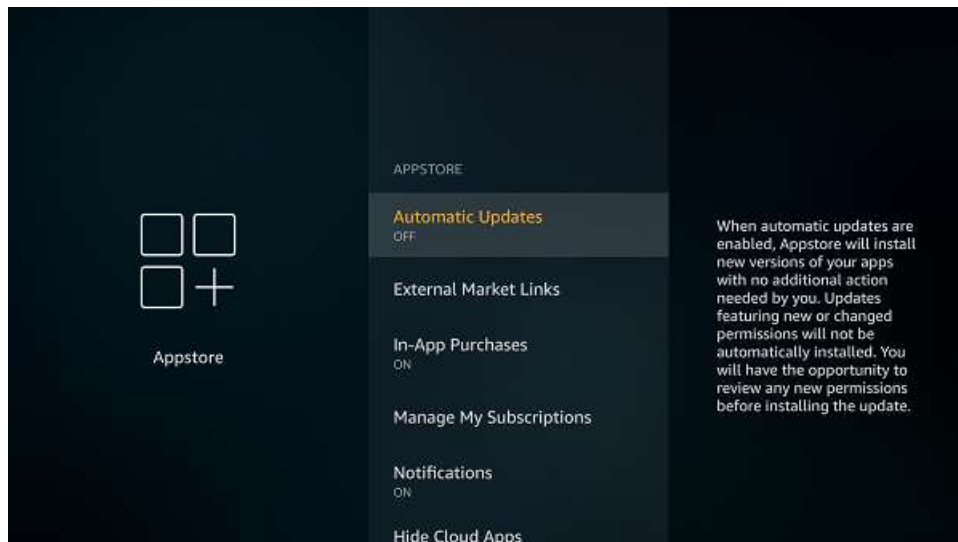 Appstore
APPSTORE
Automatic Updates
OFF
External Market Links
In-App Purchases
ON
Manage My Subscriptions
Notifications
ON
Hide Cloud Apps
When automatic updates are
enabled, Appstore will install
new versions of your apps
with no additional action
needed by you. Updates
featuring new or changed
permissions will not be
automatically installed. You
will have the opportunity to
review any new permissions
before installing the update.